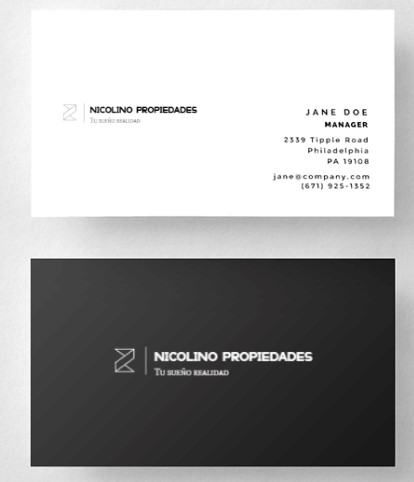 NICOLINO PROPIEDADES
Tu sueño realidad
JANE DOE
MANAGER
2339 Tipple Road
Philadelphia
PA 19108
jane@company.com
(671) 925-1352
NICOLINO PROPIEDADES
Tu sueño realidad